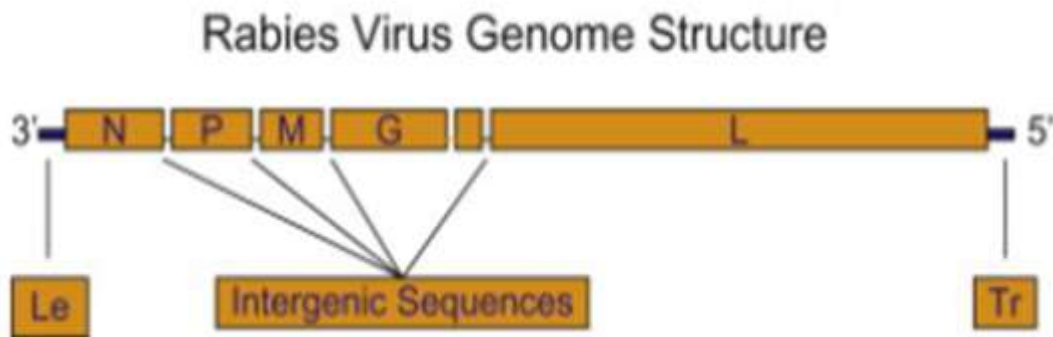 Rabies Virus Genome Structure
3' N P M G L 5'
Le Intergenic Sequences Tr